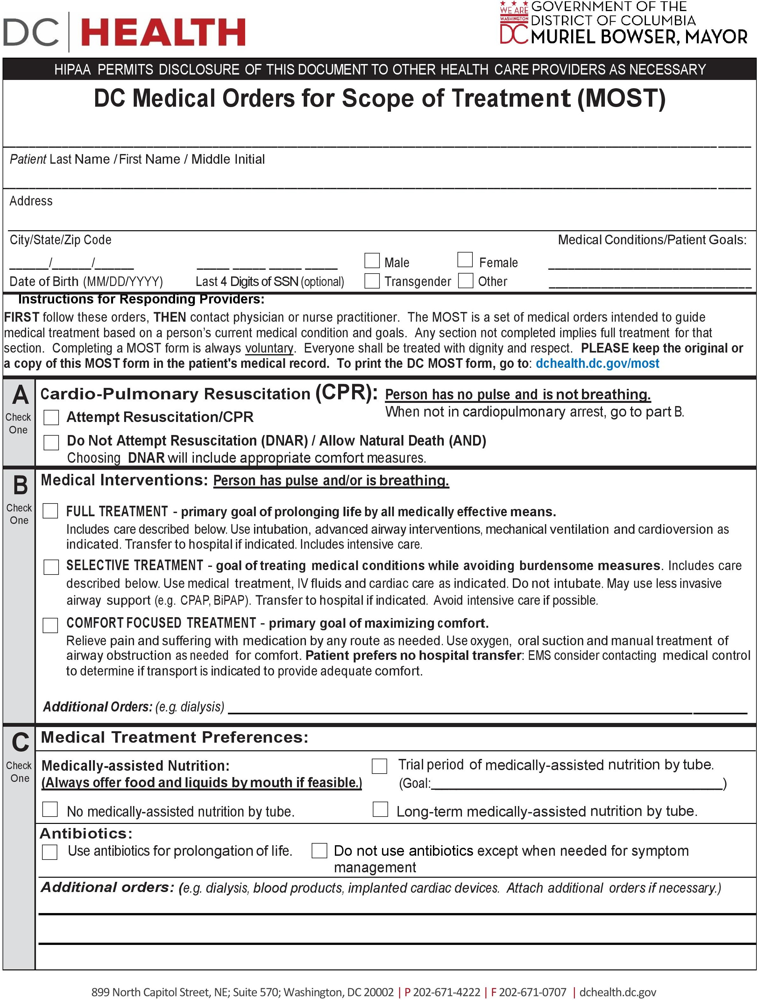 DC | HEALTH
WE ARE WASHINGTON DC
GOVERNMENT OF THE
DISTRICT OF COLUMBIA
MURIEL BOWSER, MAYOR
HIPAA PERMITS DISCLOSURE OF THIS DOCUMENT TO OTHER HEALTH CARE PROVIDERS AS NECESSARY
DC Medical Orders for Scope of Treatment (MOST)
Patient Last Name / First Name / Middle Initial
Address
City/State/Zip Code Medical Conditions/Patient Goals:
______/______/______ _____ _____ _____ _____ Male Female
Date of Birth (MM/DD/YYYY) Last 4 Digits of SSN (optional) Transgender Other
Instructions for Responding Providers:
FIRST follow these orders, THEN contact physician or nurse practitioner. The MOST is a set of medical orders intended to guide
medical treatment based on a person’s current medical condition and goals. Any section not completed implies full treatment for that
section. Completing a MOST form is always voluntary. Everyone shall be treated with dignity and respect. PLEASE keep the original or
a copy of this MOST form in the patient's medical record. To print the DC MOST form, go to: dchealth.dc.gov/most
A
Check
One
Cardio-Pulmonary Resuscitation (CPR): Person has no pulse and is not breathing.
When not in cardiopulmonary arrest, go to part B.
Attempt Resuscitation/CPR
Do Not Attempt Resuscitation (DNAR) / Allow Natural Death (AND)
Choosing DNAR will include appropriate comfort measures.
B
Check
One
Medical Interventions: Person has pulse and/or is breathing.
FULL TREATMENT - primary goal of prolonging life by all medically effective means.
Includes care described below. Use intubation, advanced airway interventions, mechanical ventilation and cardioversion as
indicated. Transfer to hospital if indicated. Includes intensive care.
SELECTIVE TREATMENT - goal of treating medical conditions while avoiding burdensome measures. Includes care
described below. Use medical treatment, IV fluids and cardiac care as indicated. Do not intubate. May use less invasive
airway support (e.g. CPAP, BiPAP). Transfer to hospital if indicated. Avoid intensive care if possible.
COMFORT FOCUSED TREATMENT - primary goal of maximizing comfort.
Relieve pain and suffering with medication by any route as needed. Use oxygen, oral suction and manual treatment of
airway obstruction as needed for comfort. Patient prefers no hospital transfer: EMS consider contacting medical control
to determine if transport is indicated to provide adequate comfort.
Additional Orders: (e.g. dialysis)
C
Check
One
Medical Treatment Preferences:
Medically-assisted Nutrition:
(Always offer food and liquids by mouth if feasible.)
Trial period of medically-assisted nutrition by tube.
(Goal:________________________________________)
No medically-assisted nutrition by tube.
Long-term medically-assisted nutrition by tube.
Antibiotics:
Use antibiotics for prolongation of life.
Do not use antibiotics except when needed for symptom
management
Additional orders: (e.g. dialysis, blood products, implanted cardiac devices. Attach additional orders if necessary.)
899 North Capitol Street, NE; Suite 570; Washington, DC 20002 | P 202-671-4222 | F 202-671-0707 | dchealth.dc.gov